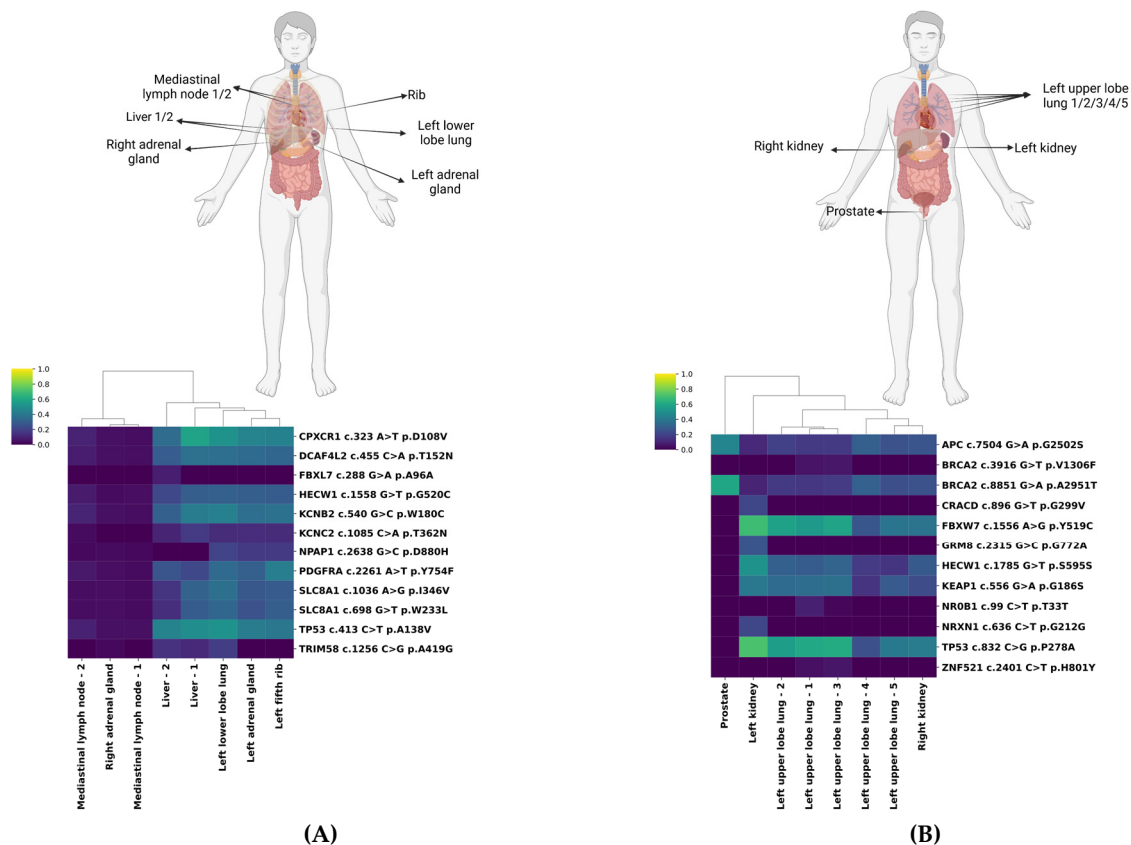 Mediastinal
lymph node 1/2
Liver 1/2
Right adrenal
gland
Rib
Left lower
lobe lung
Left adrenal
gland
1.0
0.8
0.6
0.4
0.2
0.0
CPXCR1 c.323 A>T p.D108V
DCAF4L2 c.455 C>A p.T152N
FBXL7 c.288 G>A p.A96A
HECW1 c.1558 G>T p.G520C
KCNB2 c.540 G>C p.W180C
KCNC2 c.1085 C>A p.T362N
NPAP1 c.2638 G>C p.D880H
PDGFRA c.2261 A>T p.Y754F
SLC8A1 c.1036 A>G p.I346V
SLC8A1 c.698 G>T p.W233L
TP53 c.413 C>T p.A138V
TRIM58 c.1256 C>G p.A419G
Mediastinal lymph node - 2
Right adrenal gland
Mediastinal lymph node - 1
Liver - 2
Liver - 1
Left lower lobe lung
Left adrenal gland
Left fifth rib
(A)
Left upper lobe
lung 1/2/3/4/5
Right kidney
Left kidney
Prostate
1.0
0.8
0.6
0.4
0.2
0.0
APC c.7504 G>A p.G2502S
BRCA2 c.3916 G>T p.V1306F
BRCA2 c.8851 G>A p.A2951T
CRACD c.896 G>T p.G299V
FBXW7 c.1556 A>G p.Y519C
GRM8 c.2315 G>C p.G772A
HECW1 c.1785 G>T p.S595S
KEAP1 c.556 G>A p.G186S
NR0B1 c.99 C>T p.T33T
NRXN1 c.636 C>T p.G212G
TP53 c.832 C>G p.P278A
ZNF521 c.2401 C>T p.H801Y
Prostate
Left kidney
Left upper lobe lung - 2
Left upper lobe lung - 1
Left upper lobe lung - 3
Left upper lobe lung - 4
Left upper lobe lung - 5
Right kidney
(B)